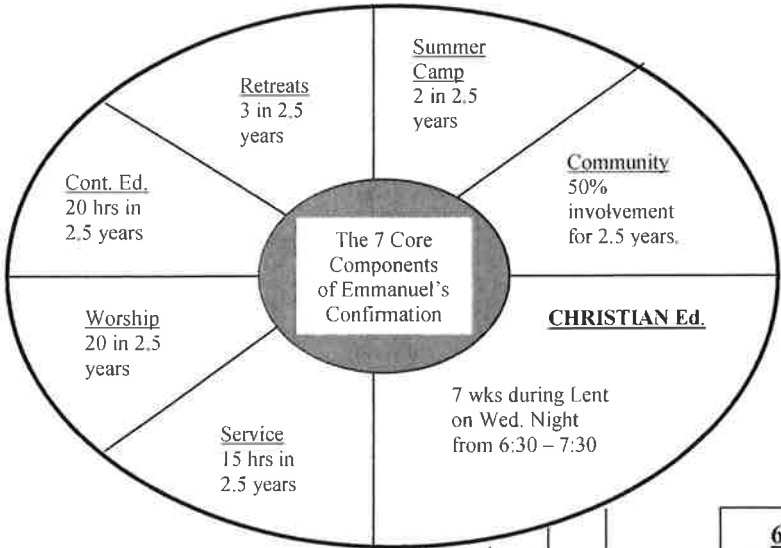 Summer
Camp
2 in 2.5
years
Retreats
3 in 2.5
years
Community
50%
involvement
for 2.5 years.
Cont. Ed.
20 hrs in
2.5 years
The 7 Core
Components
of Emmanuel's
Confirmation
CHRISTIAN Ed.
7 wks during Lent
on Wed. Night
from 6:30 – 7:30
Worship
20 in 2.5
years
Service
15 hrs in
2.5 years
6